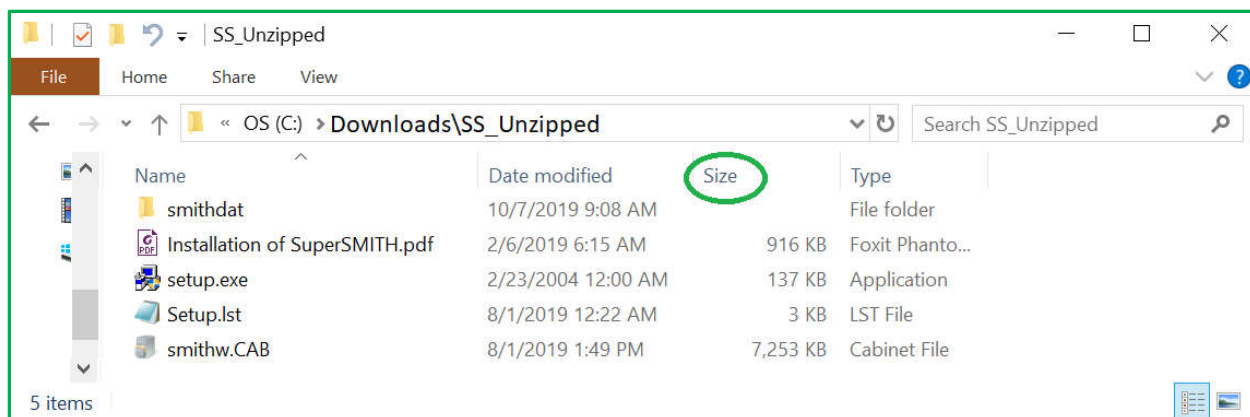 SS_Unzipped
File Home Share View ?
« OS (C:) > Downloads\SS_Unzipped Search SS_Unzipped
Name Date modified Size Type
smithdat 10/7/2019 9:08 AM File folder
G PDF Installation of SuperSMITH.pdf 2/6/2019 6:15 AM 916 KB Foxit Phanto...
setup.exe 2/23/2004 12:00 AM 137 KB Application
Setup.lst 8/1/2019 12:22 AM 3 KB LST File
smithw.CAB 8/1/2019 1:49 PM 7,253 KB Cabinet File
5 items